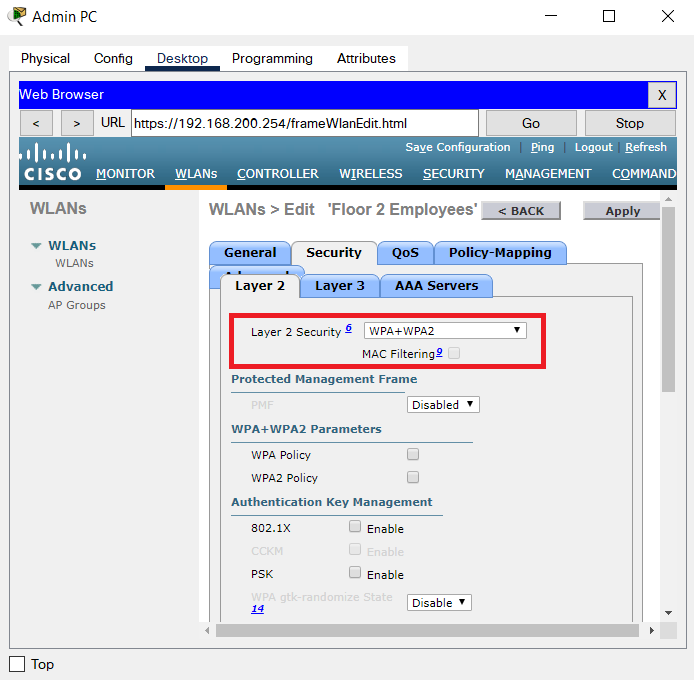 Admin PC
Physical Config Desktop Programming Attributes
Web Browser X
< > URL https://192.168.200.254/frameWlanEdit.html Go Stop
Save Configuration | Ping | Logout | Refresh
CISCO MONITOR WLANs CONTROLLER WIRELESS SECURITY MANAGEMENT COMMAND
WLANs
WLANs > Edit 'Floor 2 Employees' < BACK Apply
WLANs
WLANs
Advanced
AP Groups
General Security QoS Policy-Mapping
Advanced
Layer 2 Layer 3 AAA Servers
Layer 2 Security 6 WPA+WPA2
MAC Filtering 9
Protected Management Frame
PMF Disabled
WPA+WPA2 Parameters
WPA Policy
WPA2 Policy
Authentication Key Management
802.1X Enable
CCKM Enable
PSK Enable
WPA gtk-randomize State Disable
14
Top